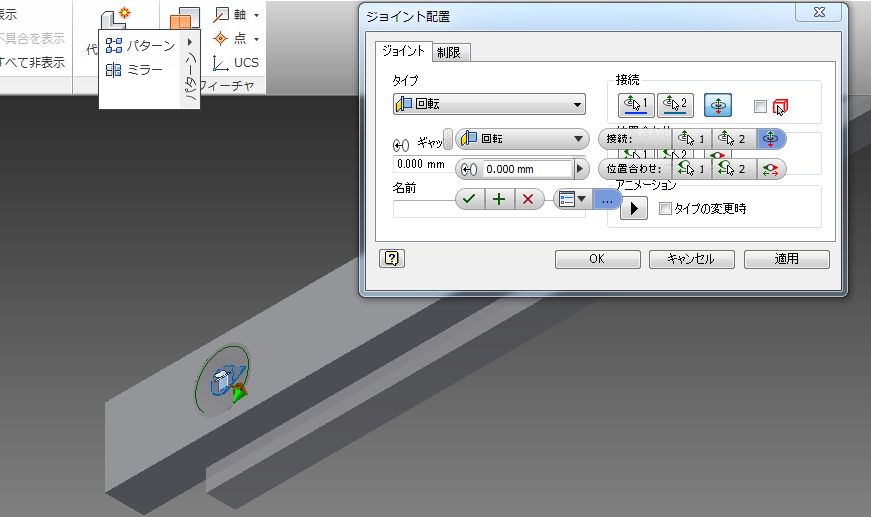 表示
不具合を表示
すべて非表示
代
パターン
ミラー
パターン
軸
点
UCS
フィーチャ
ジョイント配置
ジョイント
制限
タイプ
回転
ギャッ
0.000 mm
名前
接続
1
2
回転
0.000 mm
接続:
1
2
位置合わせ:
1
2
アニメーション
タイプの変更時
OK
キャンセル
適用